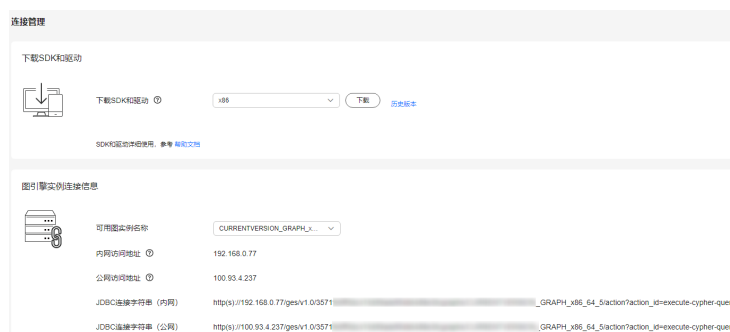 连接管理
下载SDK和驱动
下载SDK和驱动 x86 下载 历史版本
SDK和驱动详细使用，参考 帮助文档
图引擎实例连接信息
可用图实例名称 CURRENTVERSION_GRAPH_x...
内网访问地址 192.168.0.77
公网访问地址 100.93.4.237
JDBC连接字符串（内网） http(s)://192.168.0.77/ges/v1.0/3571 _GRAPH_x86_64_5/action?action_id=execute-cypher-que
JDBC连接字符串（公网） http(s)://100.93.4.237/ges/v1.0/3571 _GRAPH_x86_64_5/action?action_id=execute-cypher-que